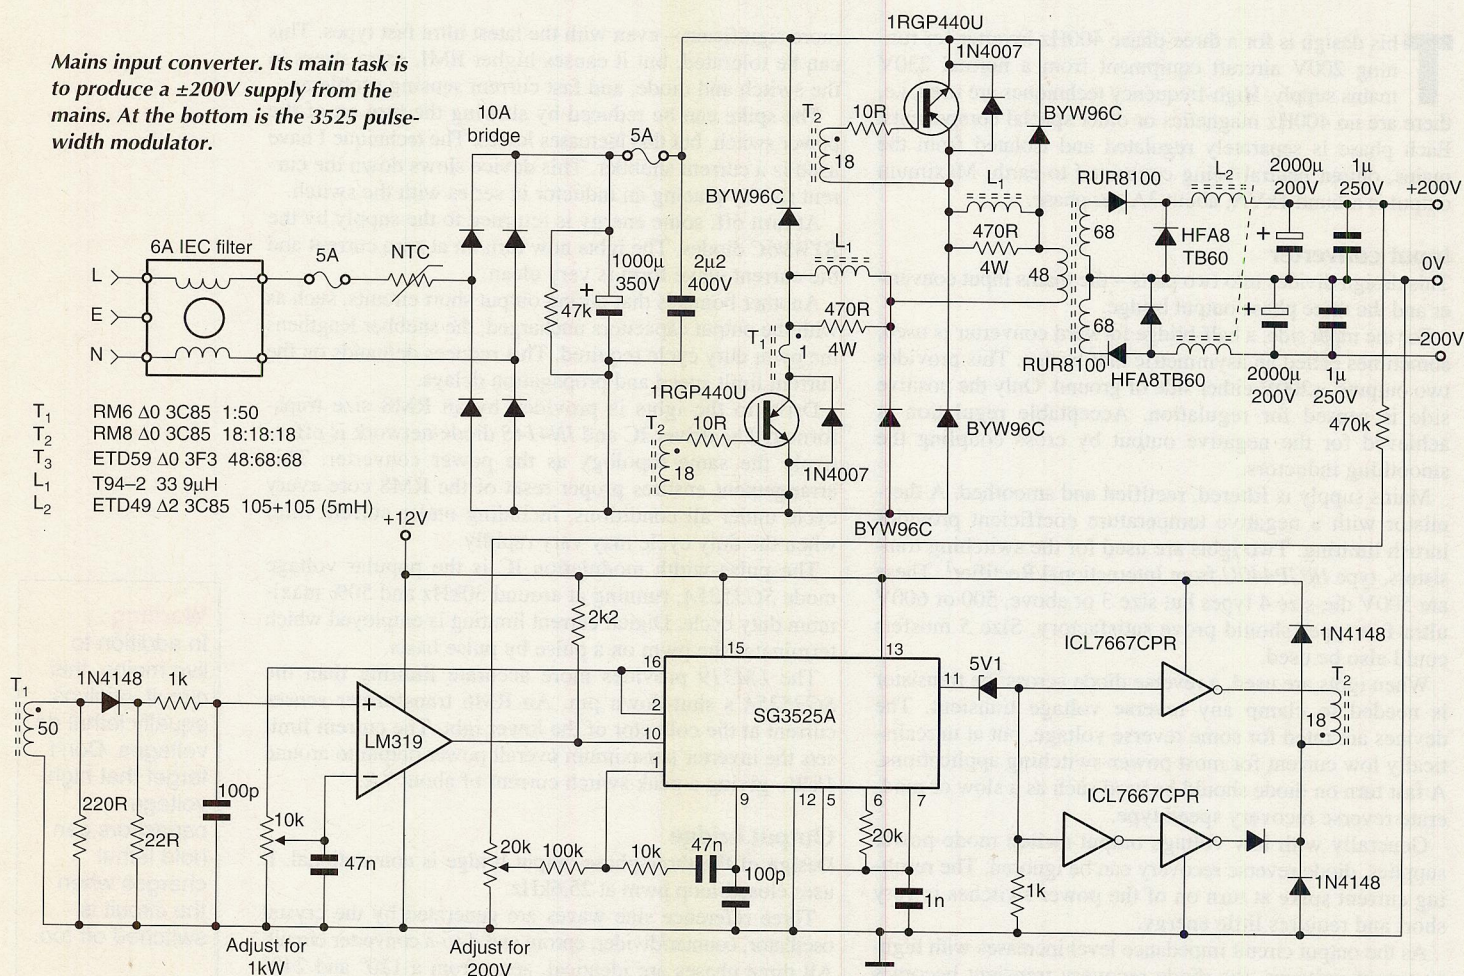 Mains input converter. Its main task is
to produce a ±200V supply from the
mains. At the bottom is the 3525 pulse-
width modulator.
1RGP440U
1N4007
T2
10R
18
BYW96C
10A
bridge
5A
BYW96C
L1
470R
4W
48
RUR8100
L2
2000µ
200V
1µ
250V
+200V
68
HFA8
TB60
+
0V
6A IEC filter
5A
NTC
L
E
N
1000µ
350V
+
47k
2µ2
400V
L1
470R
4W
T1
1
68
RUR8100
HFA8TB60
+
2000µ
200V
1µ
250V
–200V
470k
1RGP440U
T2
10R
18
1N4007
BYW96C
BYW96C
T1 RM6 Δ0 3C85 1:50
T2 RM8 Δ0 3C85 18:18:18
T3 ETD59 Δ0 3F3 48:68:68
L1 T94–2 33 9µH
L2 ETD49 Δ2 3C85 105+105 (5mH)
+12V
2k2
15
13
16
2
10
1
11
SG3525A
9
12
5
6
7
5V1
ICL7667CPR
1N4148
T2
18
T1
50
1N4148
1k
+
LM319
–
220R
22R
100p
10k
47n
20k
100k
10k
47n
100p
20k
1n
1k
ICL7667CPR
1N4148
Adjust for
1kW
Adjust for
200V